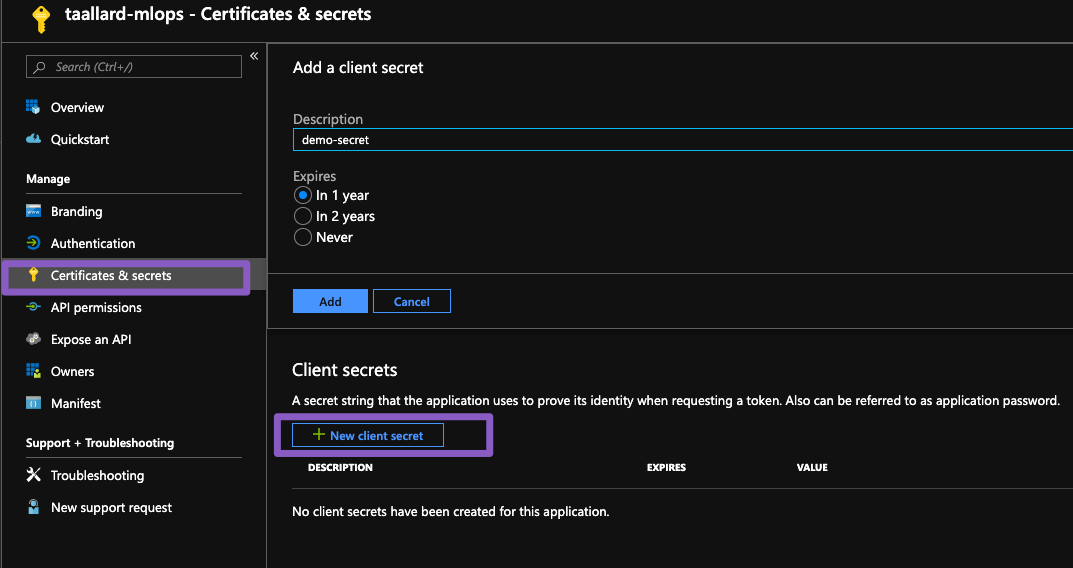 taallard-mlops - Certificates & secrets
Search (Ctrl+/)
«
Overview
Quickstart
Manage
Branding
Authentication
Certificates & secrets
API permissions
Expose an API
Owners
Manifest
Support + Troubleshooting
Troubleshooting
New support request
Add a client secret
Description
demo-secret
Expires
In 1 year
In 2 years
Never
Add Cancel
Client secrets
A secret string that the application uses to prove its identity when requesting a token. Also can be referred to as application password.
+ New client secret
DESCRIPTION EXPIRES VALUE
No client secrets have been created for this application.